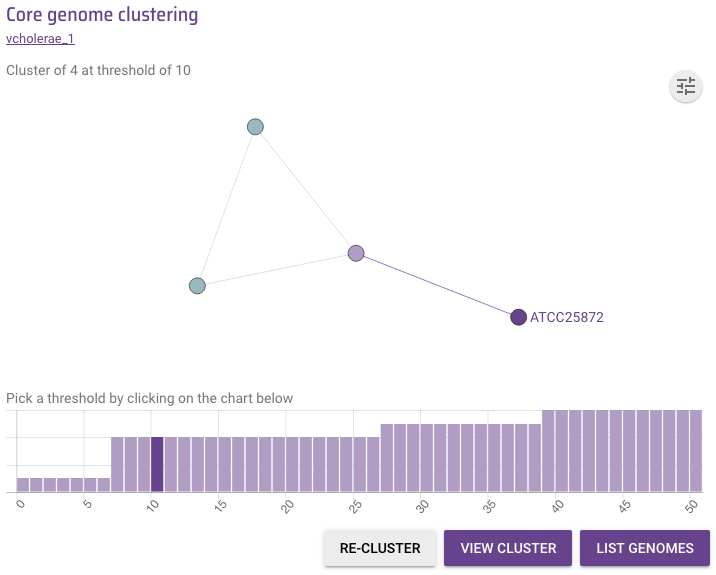 Core genome clustering
vcholerae_1
Cluster of 4 at threshold of 10
ATCC25872
Pick a threshold by clicking on the chart below
0 5 10 15 20 25 30 35 40 45 50
RE-CLUSTER VIEW CLUSTER LIST GENOMES